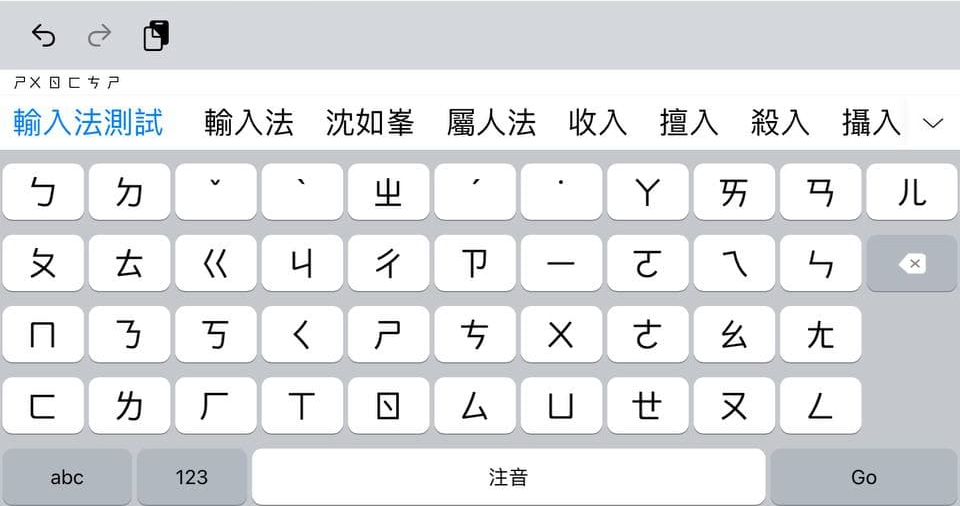 ㄕㄨㄖㄈㄘㄕ
輸入法測試 輸入法 沈如峯 屬人法 收入 擅入 殺入 攝入
ㄅ ㄉ ˇ ˋ ㄓ ˊ ˙ ㄚ ㄞ ㄢ ㄦ
ㄆ ㄊ ㄍ ㄐ ㄔ ㄗ ㄧ ㄛ ㄟ ㄣ
ㄇ ㄋ ㄎ ㄑ ㄕ ㄘ ㄨ ㄜ ㄠ ㄤ
ㄈ ㄌ ㄏ ㄒ ㄖ ㄙ ㄩ ㄝ ㄡ ㄥ
abc 123 注音 Go